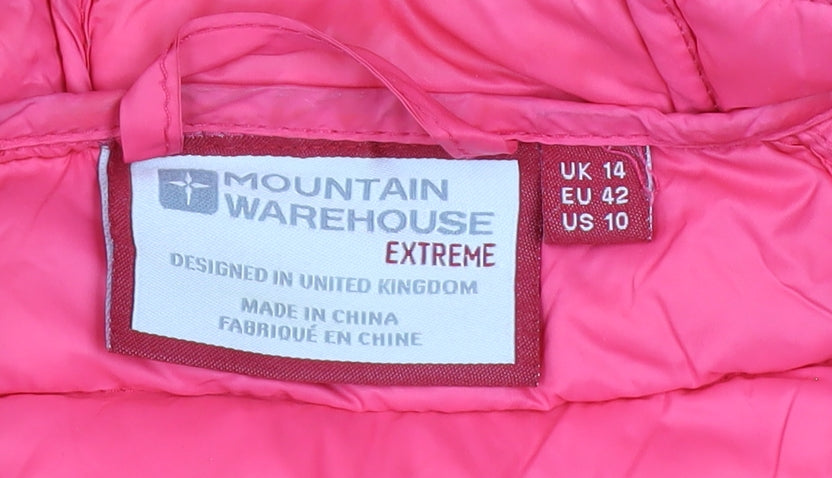 MOUNTAIN
WAREHOUSE
EXTREME
DESIGNED IN UNITED KINGDOM
MADE IN CHINA
FABRIQUÉ EN CHINE
UK 14
EU 42
US 10